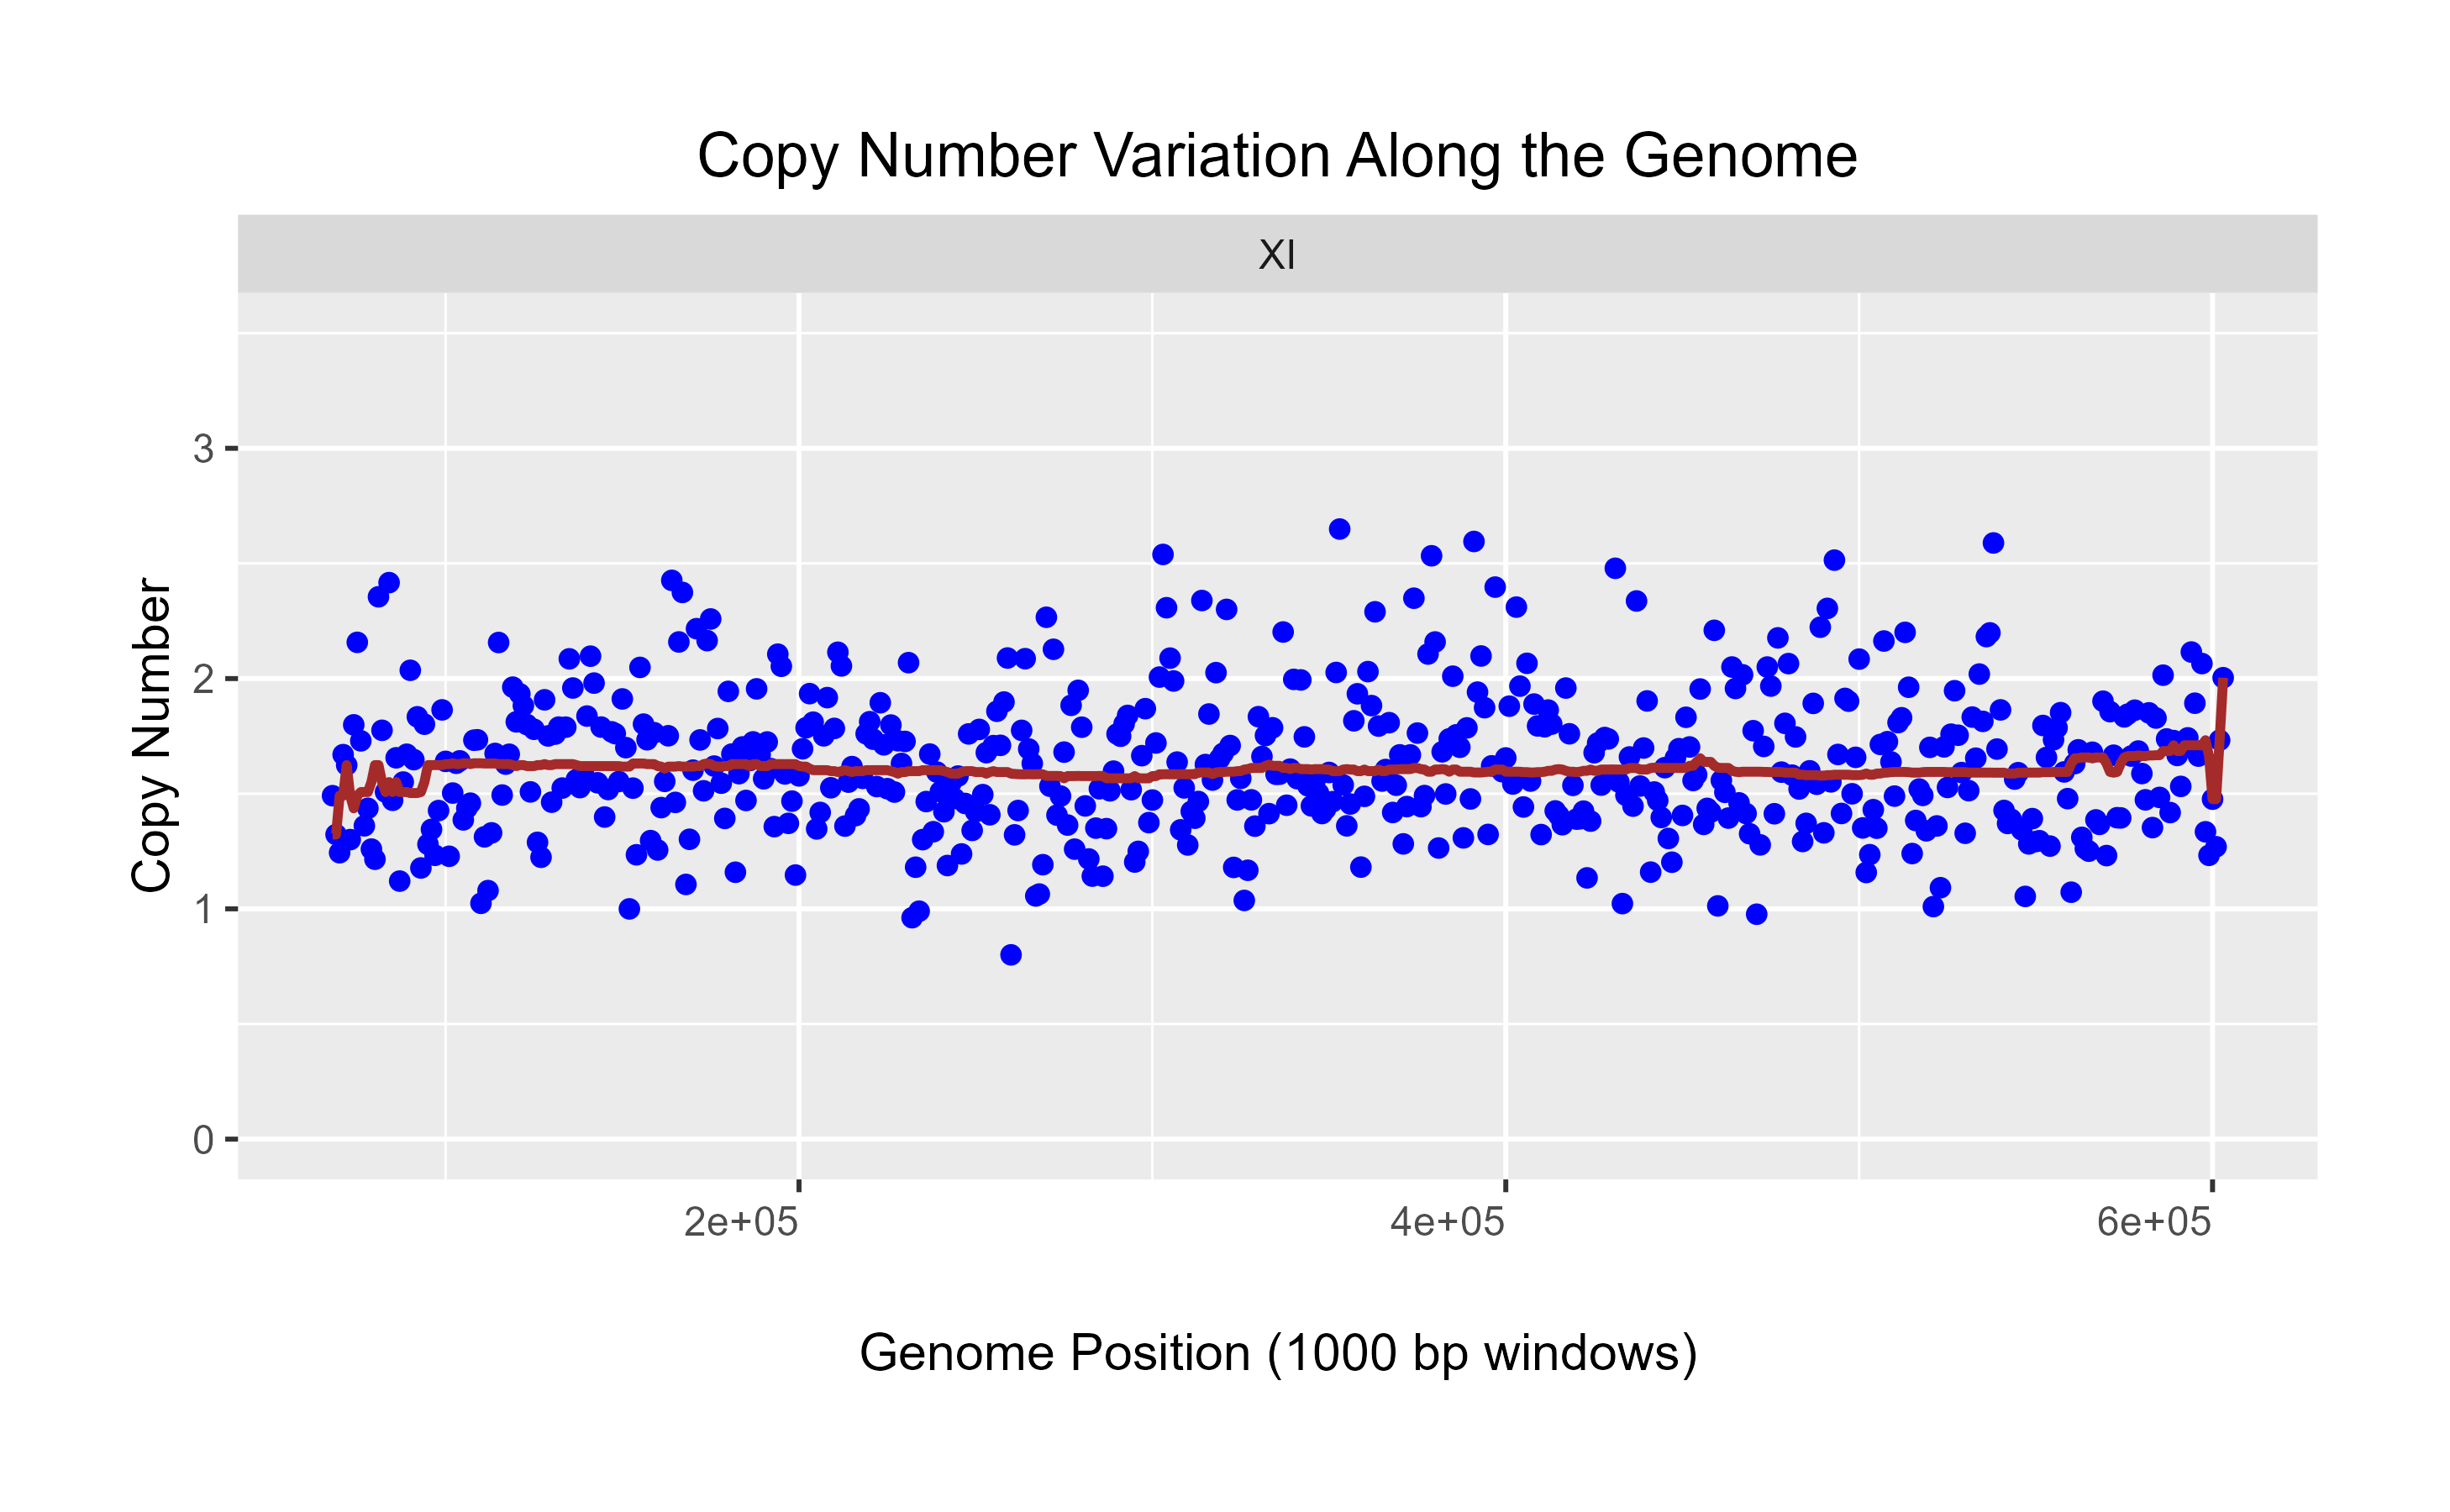 Copy Number Variation Along the Genome
XI
Copy Number
3
2
1
0
2e+05
4e+05
6e+05
Genome Position (1000 bp windows)